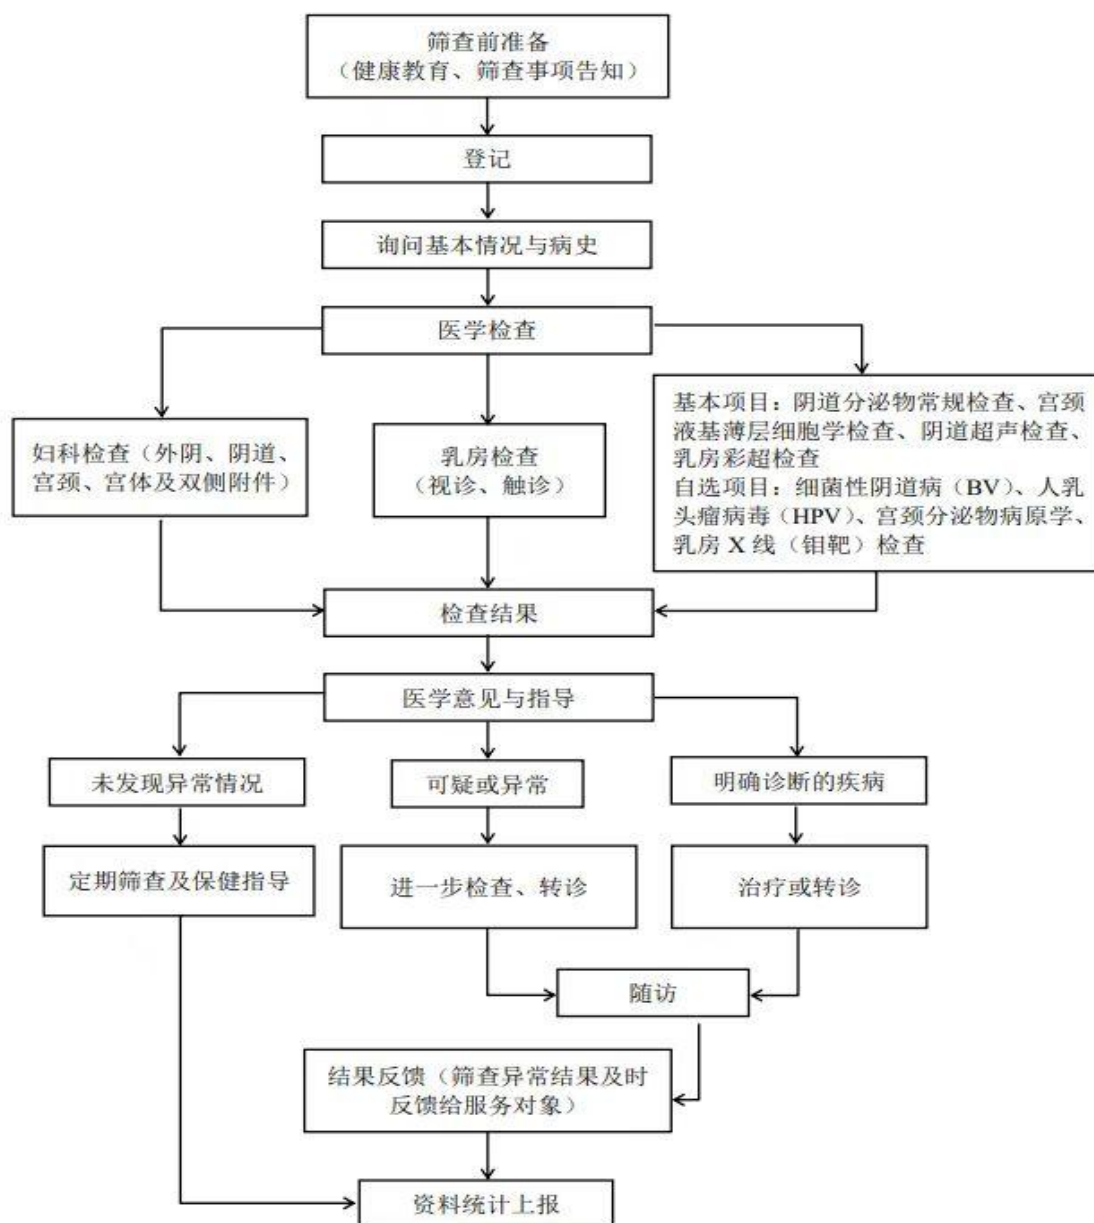 筛查前准备
（健康教育、筛查事项告知）
登记
询问基本情况与病史
医学检查
妇科检查（外阴、阴道、
宫颈、宫体及双侧附件）
乳房检查
（视诊、触诊）
基本项目：阴道分泌物常规检查、宫颈
液基薄层细胞学检查、阴道超声检查、
乳房彩超检查
自选项目：细菌性阴道病（BV）、人乳
头瘤病毒（HPV）、宫颈分泌物病原学、
乳房 X 线（钼靶）检查
检查结果
医学意见与指导
未发现异常情况
可疑或异常
明确诊断的疾病
定期筛查及保健指导
进一步检查、转诊
治疗或转诊
随访
结果反馈（筛查异常结果及时
反馈给服务对象）
资料统计上报